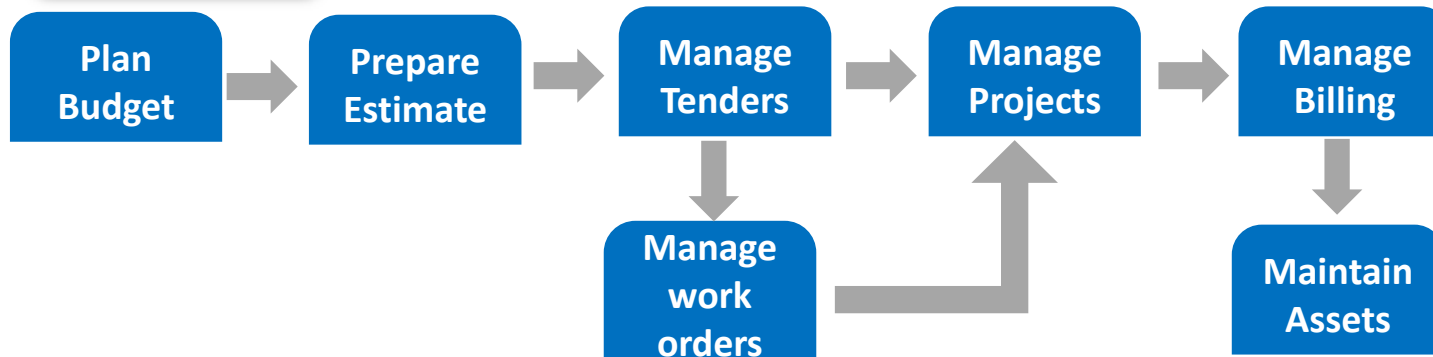 Plan
Budget
Prepare
Estimate
Manage
Tenders
Manage
Projects
Manage
Billing
Manage
work
orders
Maintain
Assets